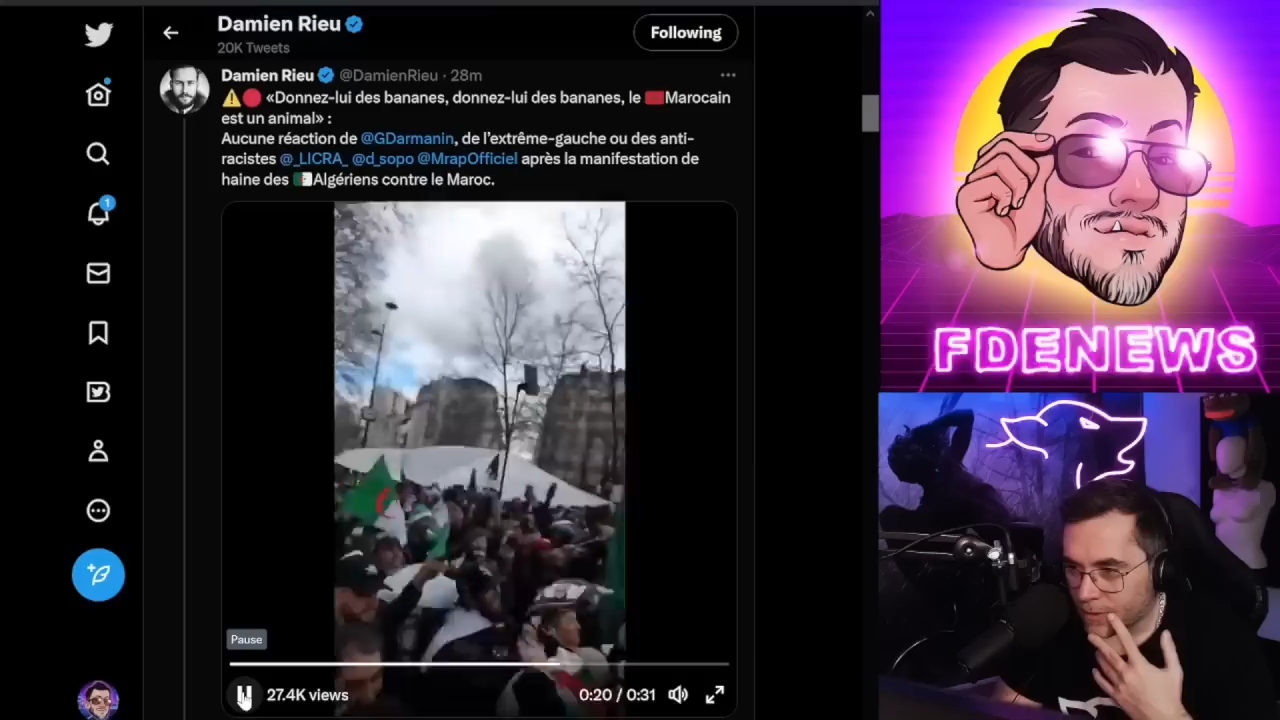 Damien Rieu
20K Tweets
Following
Damien Rieu @DamienRieu · 28m
«Donnez-lui des bananes, donnez-lui des bananes, le Marocain
est un animal» :
Aucune réaction de @GDarmanin, de l'extrême-gauche ou des anti-
racistes @_LICRA_ @d_sopo @MrapOfficiel après la manifestation de
haine des Algériens contre le Maroc.
1
Pause
27.4K views
0:20 / 0:31
FDENEWS